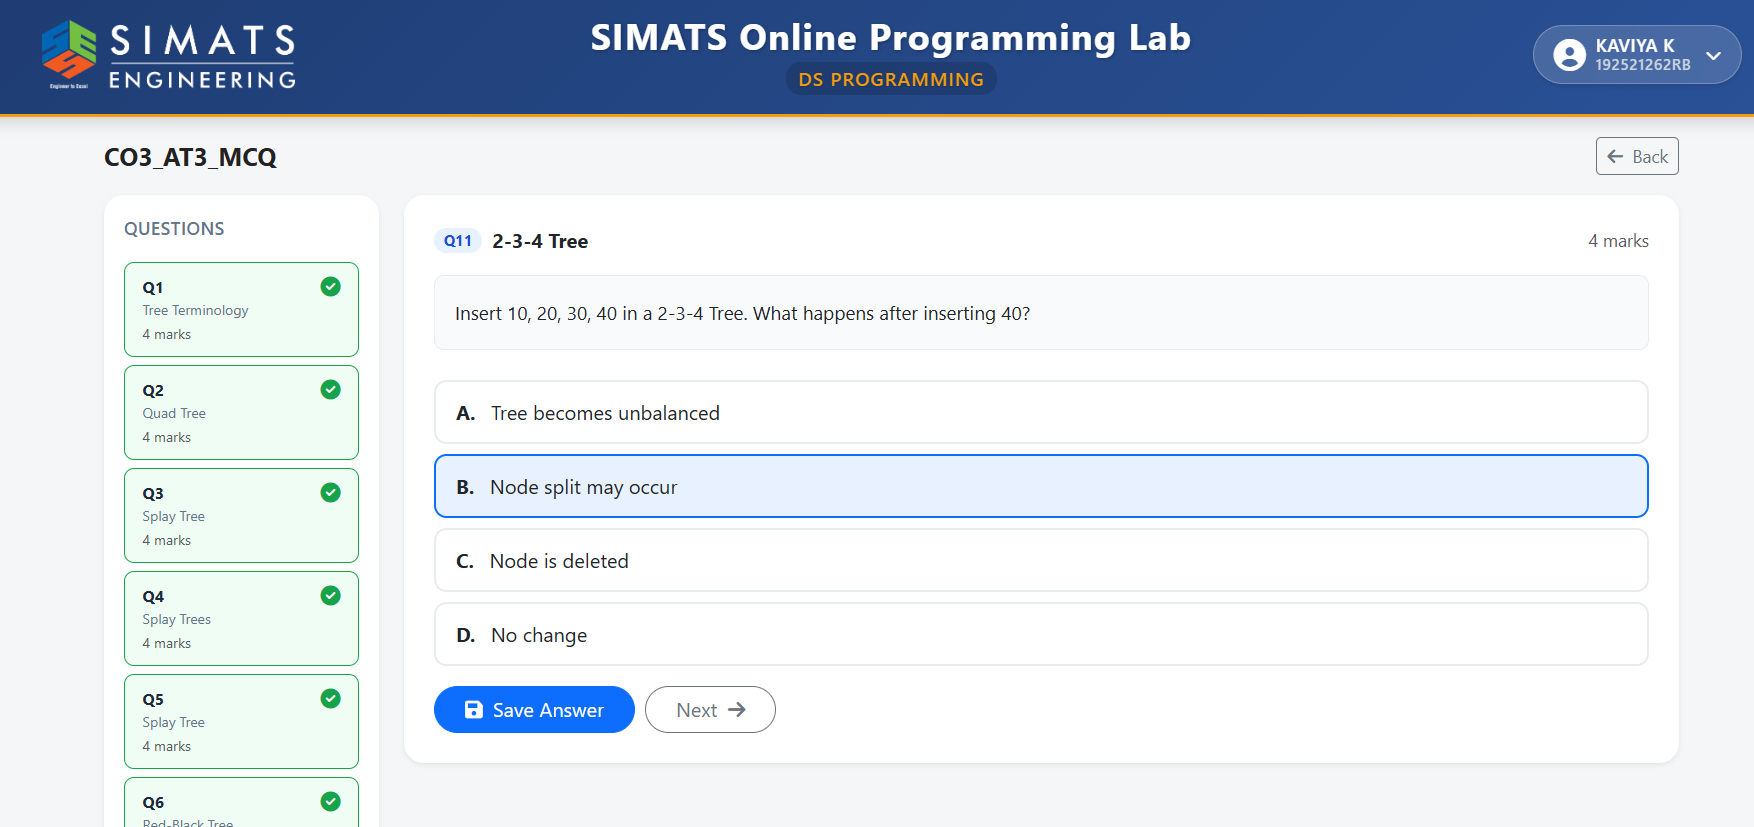 SIMATS
ENGINEERING
Engineer to Excel
SIMATS Online Programming Lab
DS PROGRAMMING
KAVIYA K
192521262RB
CO3_AT3_MCQ
Back
QUESTIONS
Q1
Tree Terminology
4 marks
Q2
Quad Tree
4 marks
Q3
Splay Tree
4 marks
Q4
Splay Trees
4 marks
Q5
Splay Tree
4 marks
Q6
Red-Black Tree
Q11 2-3-4 Tree
4 marks
Insert 10, 20, 30, 40 in a 2-3-4 Tree. What happens after inserting 40?
A. Tree becomes unbalanced
B. Node split may occur
C. Node is deleted
D. No change
Save Answer
Next